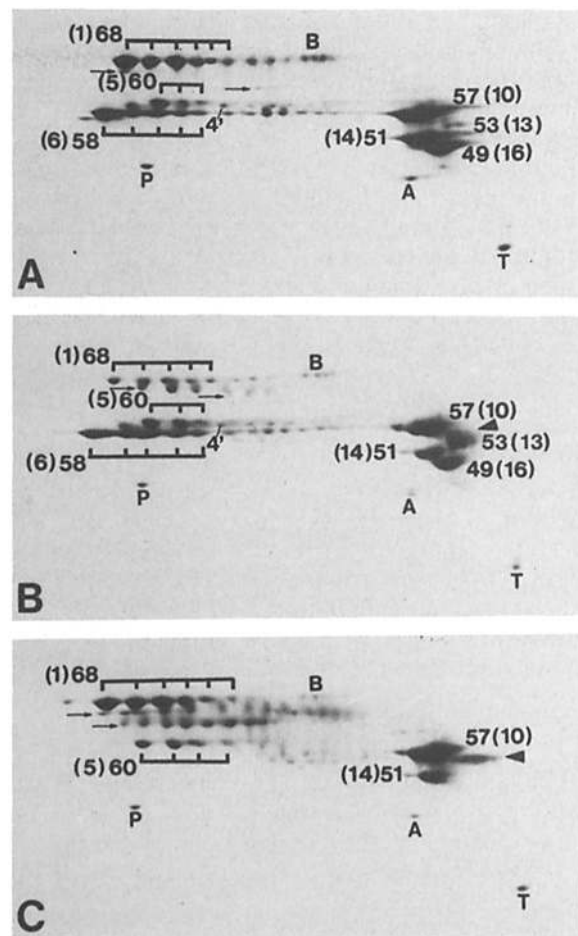 (1)68 B
(5)60 57(10)
53(13)
(6)58 4' (14)51 49(16)
P A
T
A
(1)68 B
(5)60 57(10)
53(13)
(6)58 4' (14)51 49(16)
P A
T
B
(1)68 B
57(10)
(5)60 (14)51
P A
T
C